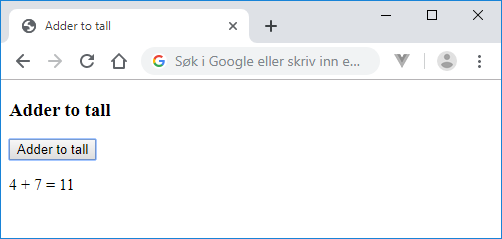 Adder to tall
Søk i Google eller skriv inn e...
Adder to tall
Adder to tall
4 + 7 = 11